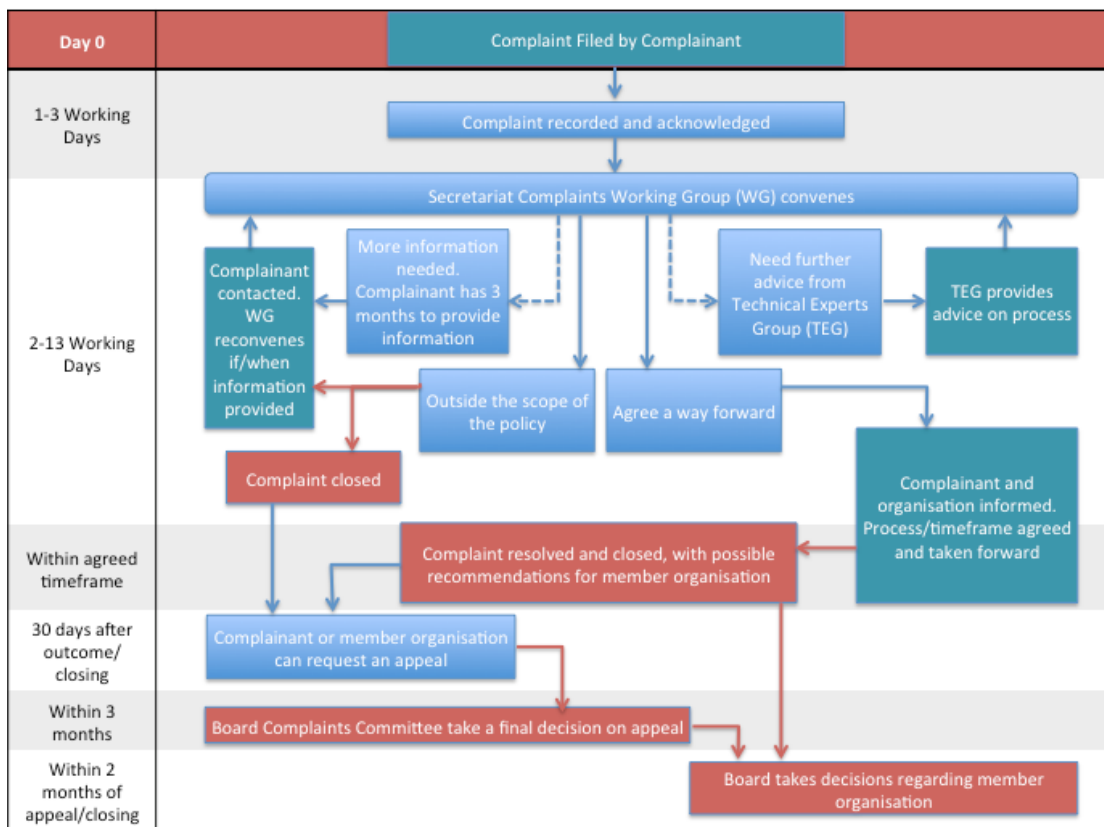 Day 0
Complaint Filed by Complainant
1-3 Working
Days
Complaint recorded and acknowledged
Secretariat Complaints Working Group (WG) convenes
2-13 Working
Days
Complainant
contacted.
WG
reconvenes
if/when
information
provided
More information
needed.
Complainant has 3
months to provide
information
Need further
advice from
Technical Experts
Group (TEG)
TEG provides
advice on process
Outside the scope of
the policy
Agree a way forward
Complaint closed
Complainant and
organisation informed.
Process/timeframe agreed
and taken forward
Within agreed
timeframe
Complaint resolved and closed, with possible
recommendations for member organisation
30 days after
outcome/
closing
Complainant or member organisation
can request an appeal
Within 3
months
Board Complaints Committee take a final decision on appeal
Within 2
months of
appeal/closing
Board takes decisions regarding member
organisation